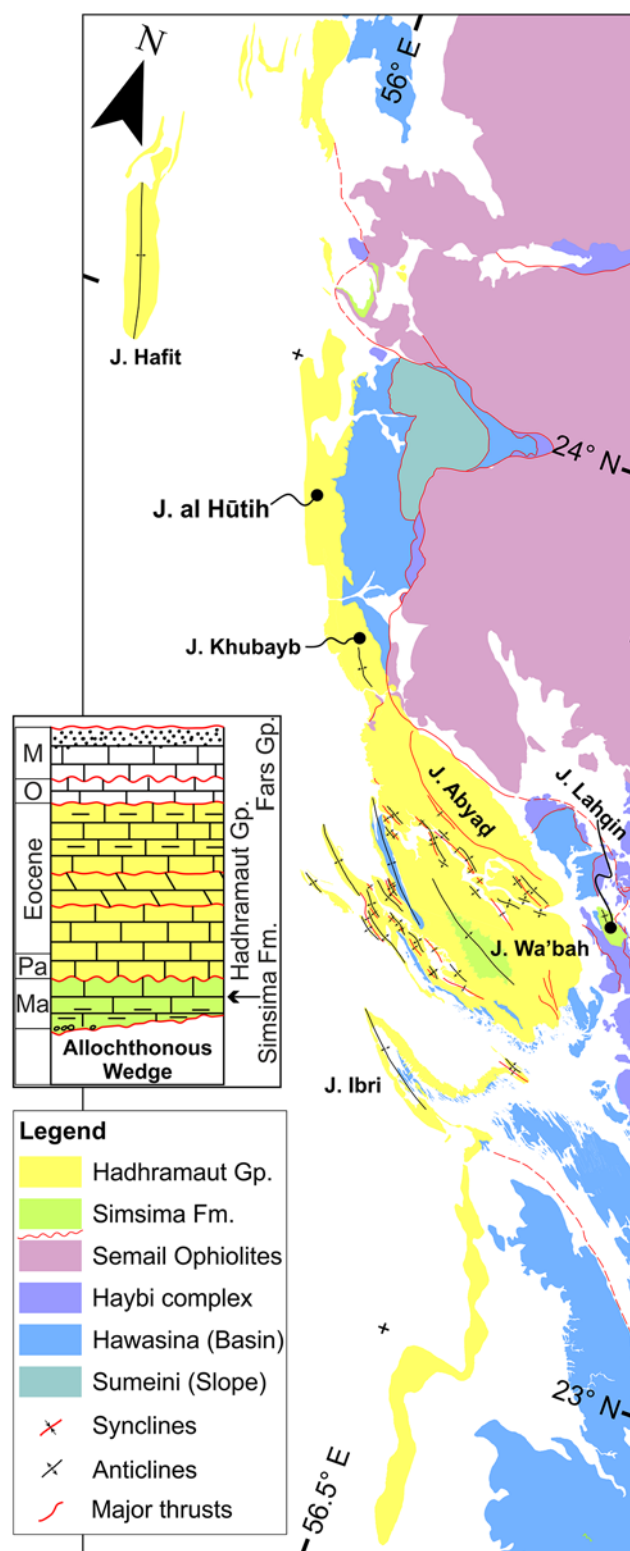 N
56° E
J. Hafit
24° N
J. al Hūtih
J. Khubayb
J. Abyad
J. Lahqin
J. Wa'bah
J. Ibri
M
O
Eocene
Pa
Ma
Fars Gp.
Hadhramaut Gp.
Simsima Fm.
Allochthonous
Wedge
Legend
Hadhramaut Gp.
Simsima Fm.
Semail Ophiolites
Haybi complex
Hawasina (Basin)
Sumeini (Slope)
Synclines
Anticlines
Major thrusts
23° N
56.5° E